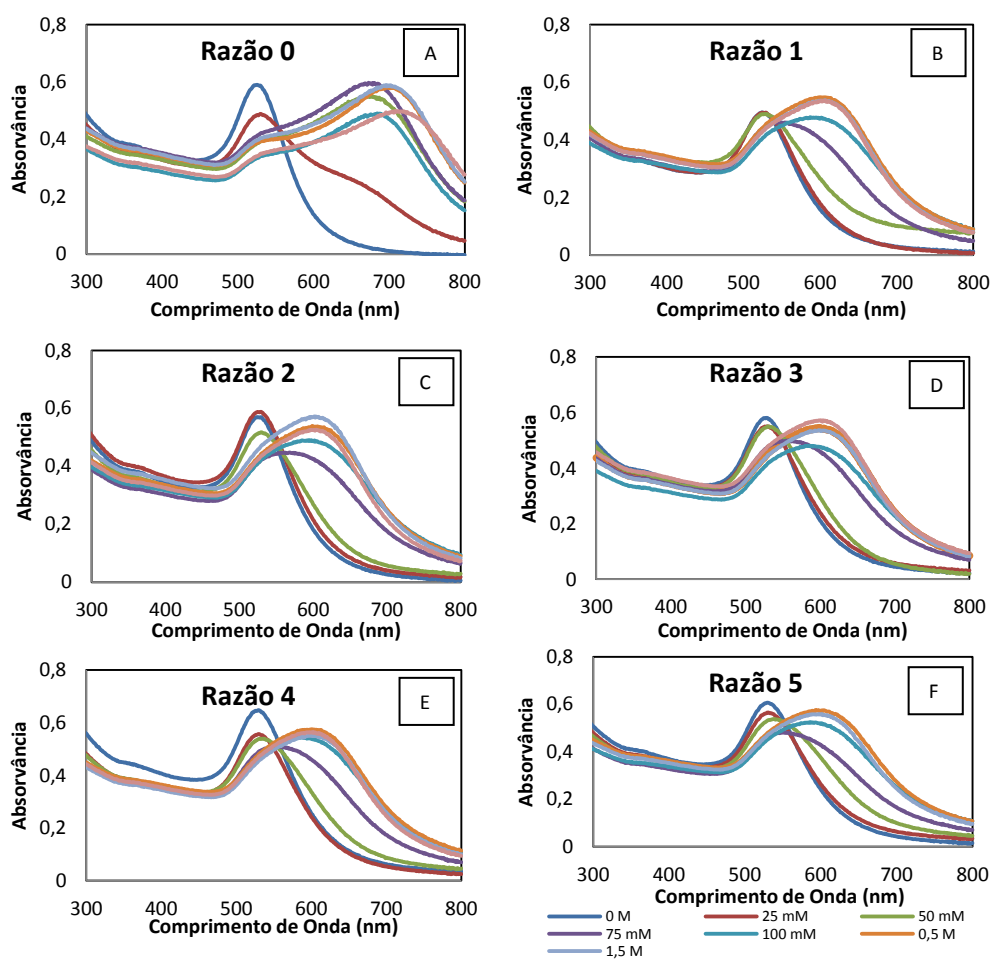 Razão 0
A
Absorvância
0,8
0,6
0,4
0,2
0
300 400 500 600 700 800
Comprimento de Onda (nm)
Razão 1
B
Absorvância
0,8
0,6
0,4
0,2
0
300 400 500 600 700 800
Comprimento de Onda (nm)
Razão 2
C
Absorvância
0,8
0,6
0,4
0,2
0
300 400 500 600 700 800
Comprimento de Onda (nm)
Razão 3
D
Absorvância
0,8
0,6
0,4
0,2
0
300 400 500 600 700 800
Comprimento de Onda (nm)
Razão 4
E
Absorvância
0,8
0,6
0,4
0,2
0
300 400 500 600 700 800
Comprimento de Onda (nm)
Razão 5
F
Absorvância
0,8
0,6
0,4
0,2
0
300 400 500 600 700 800
Comprimento de Onda (nm)
0 M 25 mM 50 mM
75 mM 100 mM 0,5 M
1,5 M